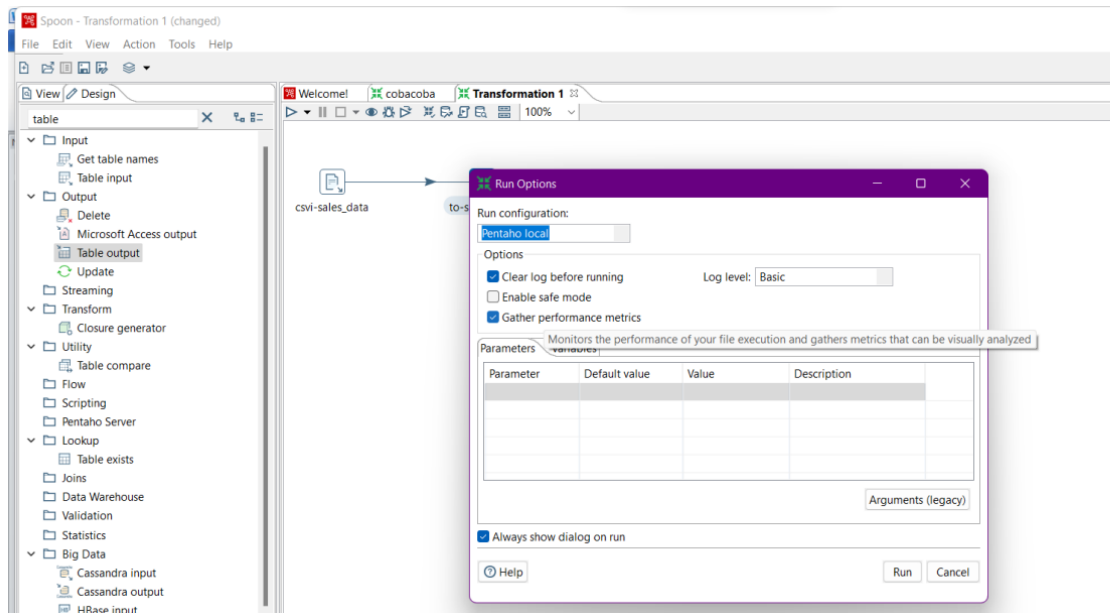 Spoon - Transformation 1 (changed)
File Edit View Action Tools Help
View Design
table
Input
Get table names
Table input
Output
Delete
Microsoft Access output
Table output
Update
Streaming
Transform
Closure generator
Utility
Table compare
Flow
Scripting
Pentaho Server
Lookup
Table exists
Joins
Data Warehouse
Validation
Statistics
Big Data
Cassandra input
Cassandra output
HBase input
Welcome! cobacoba Transformation 1
100%
csvi-sales_data
to-s
Run Options
Run configuration:
Pentaho local
Options
Clear log before running Log level: Basic
Enable safe mode
Gather performance metrics
Monitors the performance of your file execution and gathers metrics that can be visually analyzed
Parameters Variables
Parameter Default value Value Description
Arguments (legacy)
Always show dialog on run
Help Run Cancel